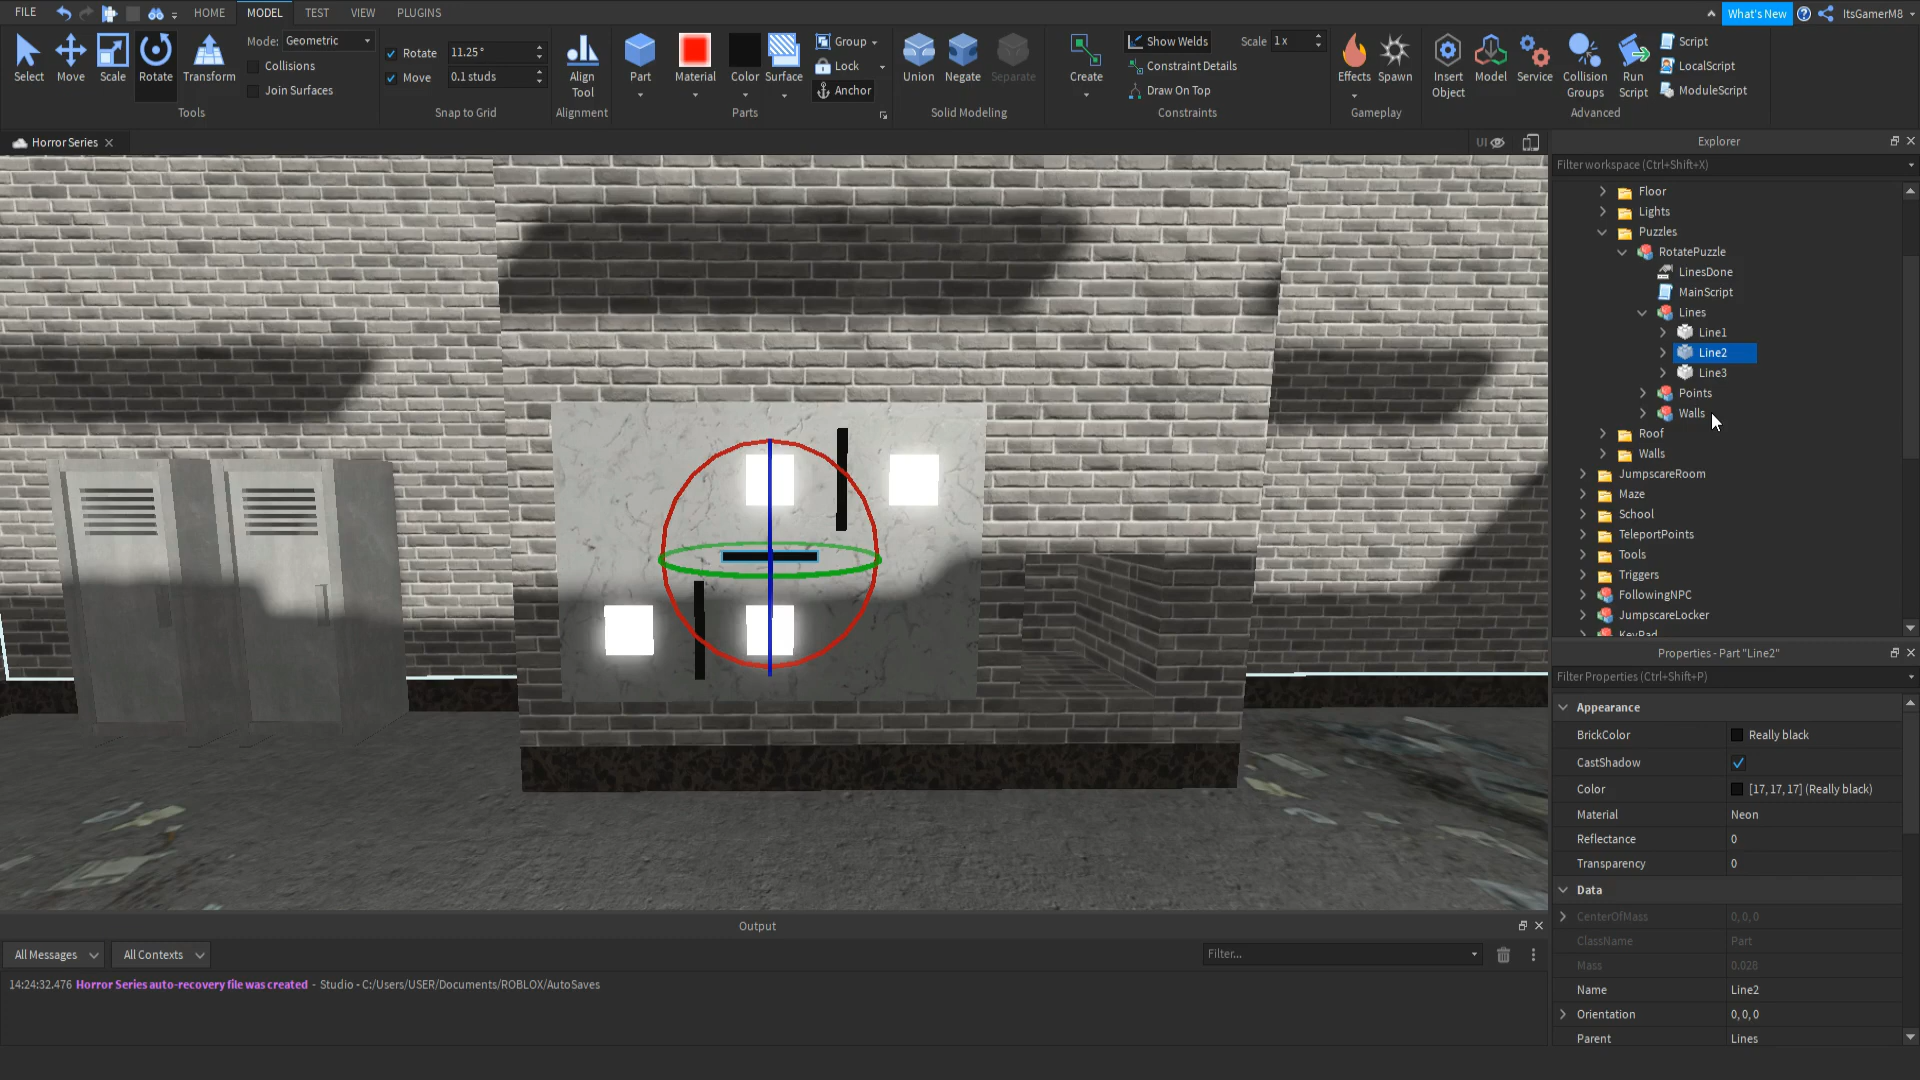 FILE HOME MODEL TEST VIEW PLUGINS What's New ItsGamerM8
Select Move Scale Rotate Transform
Mode: Geometric
Collisions
Join Surfaces
Tools
Rotate 11.25 °
Move 0.1 studs
Snap to Grid
Align
Tool
Alignment
Part Material Color Surface
Group
Lock
Anchor
Parts
Union Negate Separate
Solid Modeling
Create
Show Welds Scale 1 x
Constraint Details
Draw On Top
Constraints
Effects Spawn
Gameplay
Insert
Object
Model
Service
Collision
Groups
Run
Script
Script
LocalScript
ModuleScript
Advanced
Horror Series
UI
Explorer
Filter workspace (Ctrl+Shift+X)
Floor
Lights
Puzzles
RotatePuzzle
LinesDone
MainScript
Lines
Line1
Line2
Line3
Points
Walls
Roof
Walls
JumpscareRoom
Maze
School
TeleportPoints
Tools
Triggers
FollowingNPC
JumpscareLocker
KeyPad
Properties - Part "Line2"
Filter Properties (Ctrl+Shift+P)
Appearance
BrickColor Really black
CastShadow
Color [17, 17, 17] (Really black)
Material Neon
Reflectance 0
Transparency 0
Data
CenterOfMass 0, 0, 0
ClassName Part
Mass 0.028
Name Line2
Orientation 0, 0, 0
Parent Lines
Output
All Messages All Contexts Filter...
14:24:32.476 Horror Series auto-recovery file was created - Studio - C:/Users/USER/Documents/ROBLOX/AutoSaves